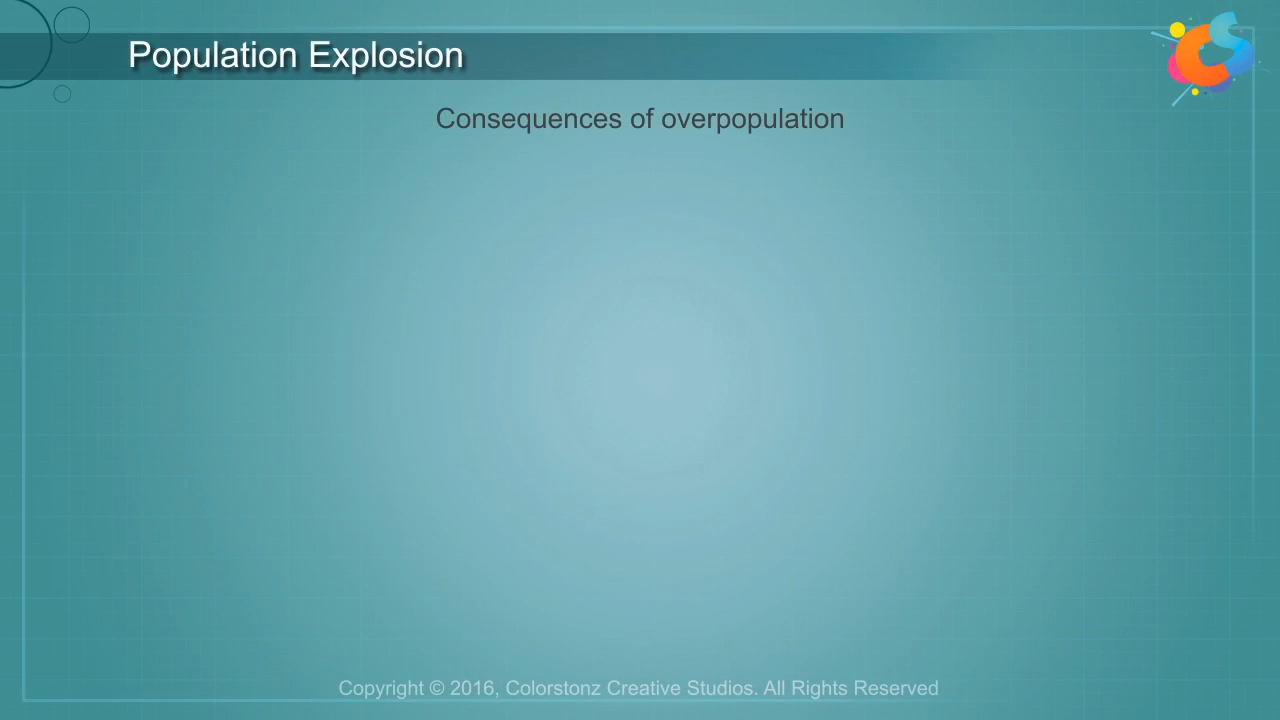 Population Explosion
Consequences of overpopulation
Copyright © 2016, Colorstonz Creative Studios. All Rights Reserved